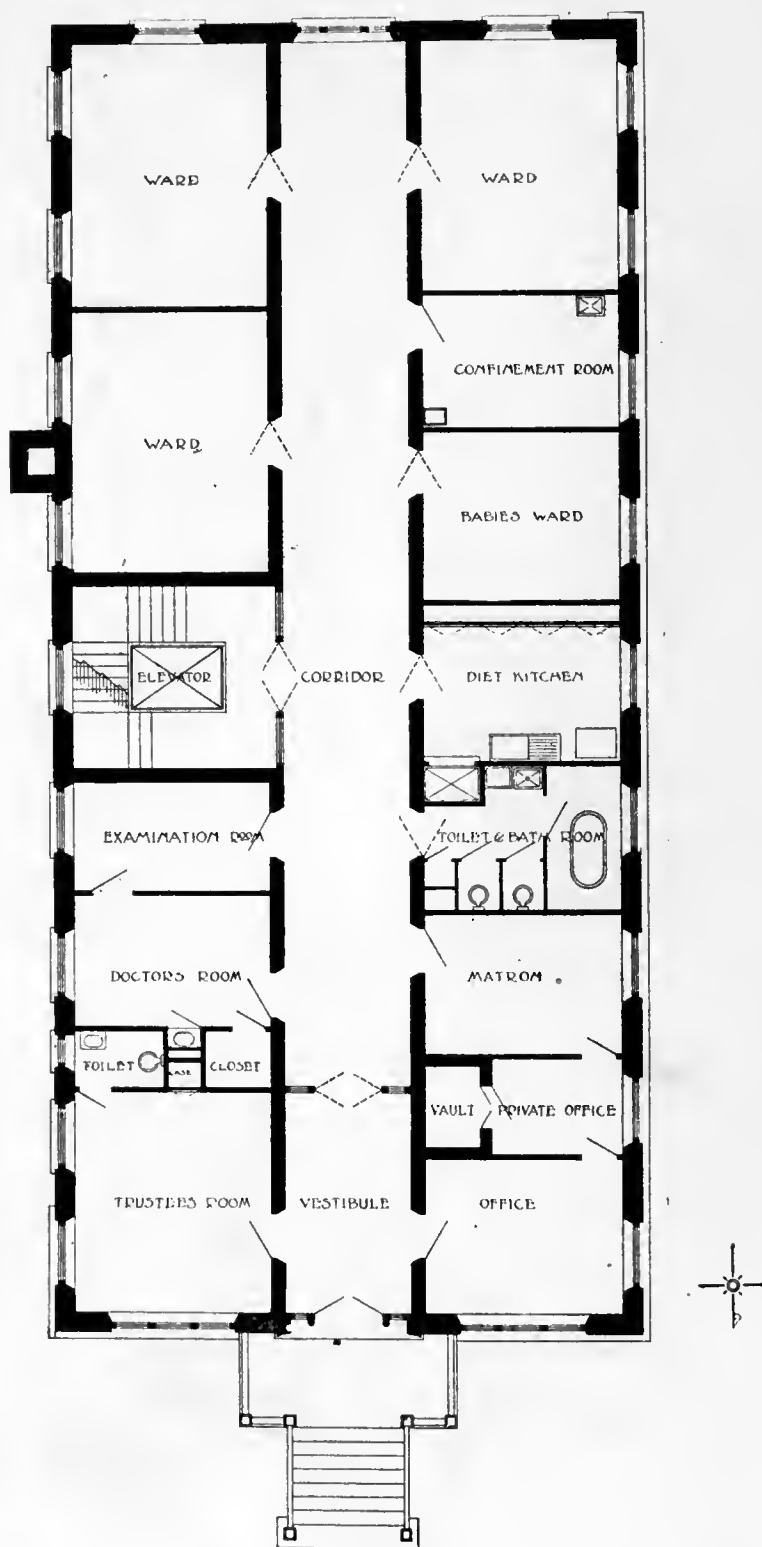 WARD
WARD
CONFINEMENT ROOM
WARD
BABIES WARD
ELEVATOR
CORRIDOR
DIET KITCHEN
EXAMINATION ROOM
TOILET & BATH ROOM
DOCTORS ROOM
MATRON
TOILET
CASE
CLOSET
VAULT
PRIVATE OFFICE
TRUSTEES ROOM
VESTIBULE
OFFICE